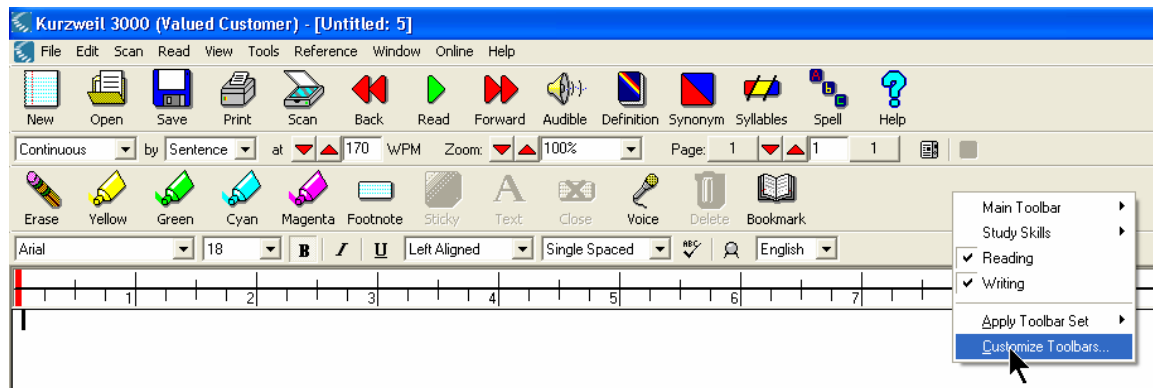 Kurzweil 3000 (Valued Customer) - [Untitled: 5]
File Edit Scan Read View Tools Reference Window Online Help
New Open Save Print Scan Back Read Forward Audible Definition Synonym Syllables Spell Help
Continuous by Sentence at 170 WPM Zoom: 100% Page: 1 1 1
Erase Yellow Green Cyan Magenta Footnote Sticky Text Close Voice Delete Bookmark
Arial 18 B I U Left Aligned Single Spaced ABC English
1 2 3 4 5 6 7
Main Toolbar
Study Skills
Reading
Writing
Apply Toolbar Set
Customize Toolbars...